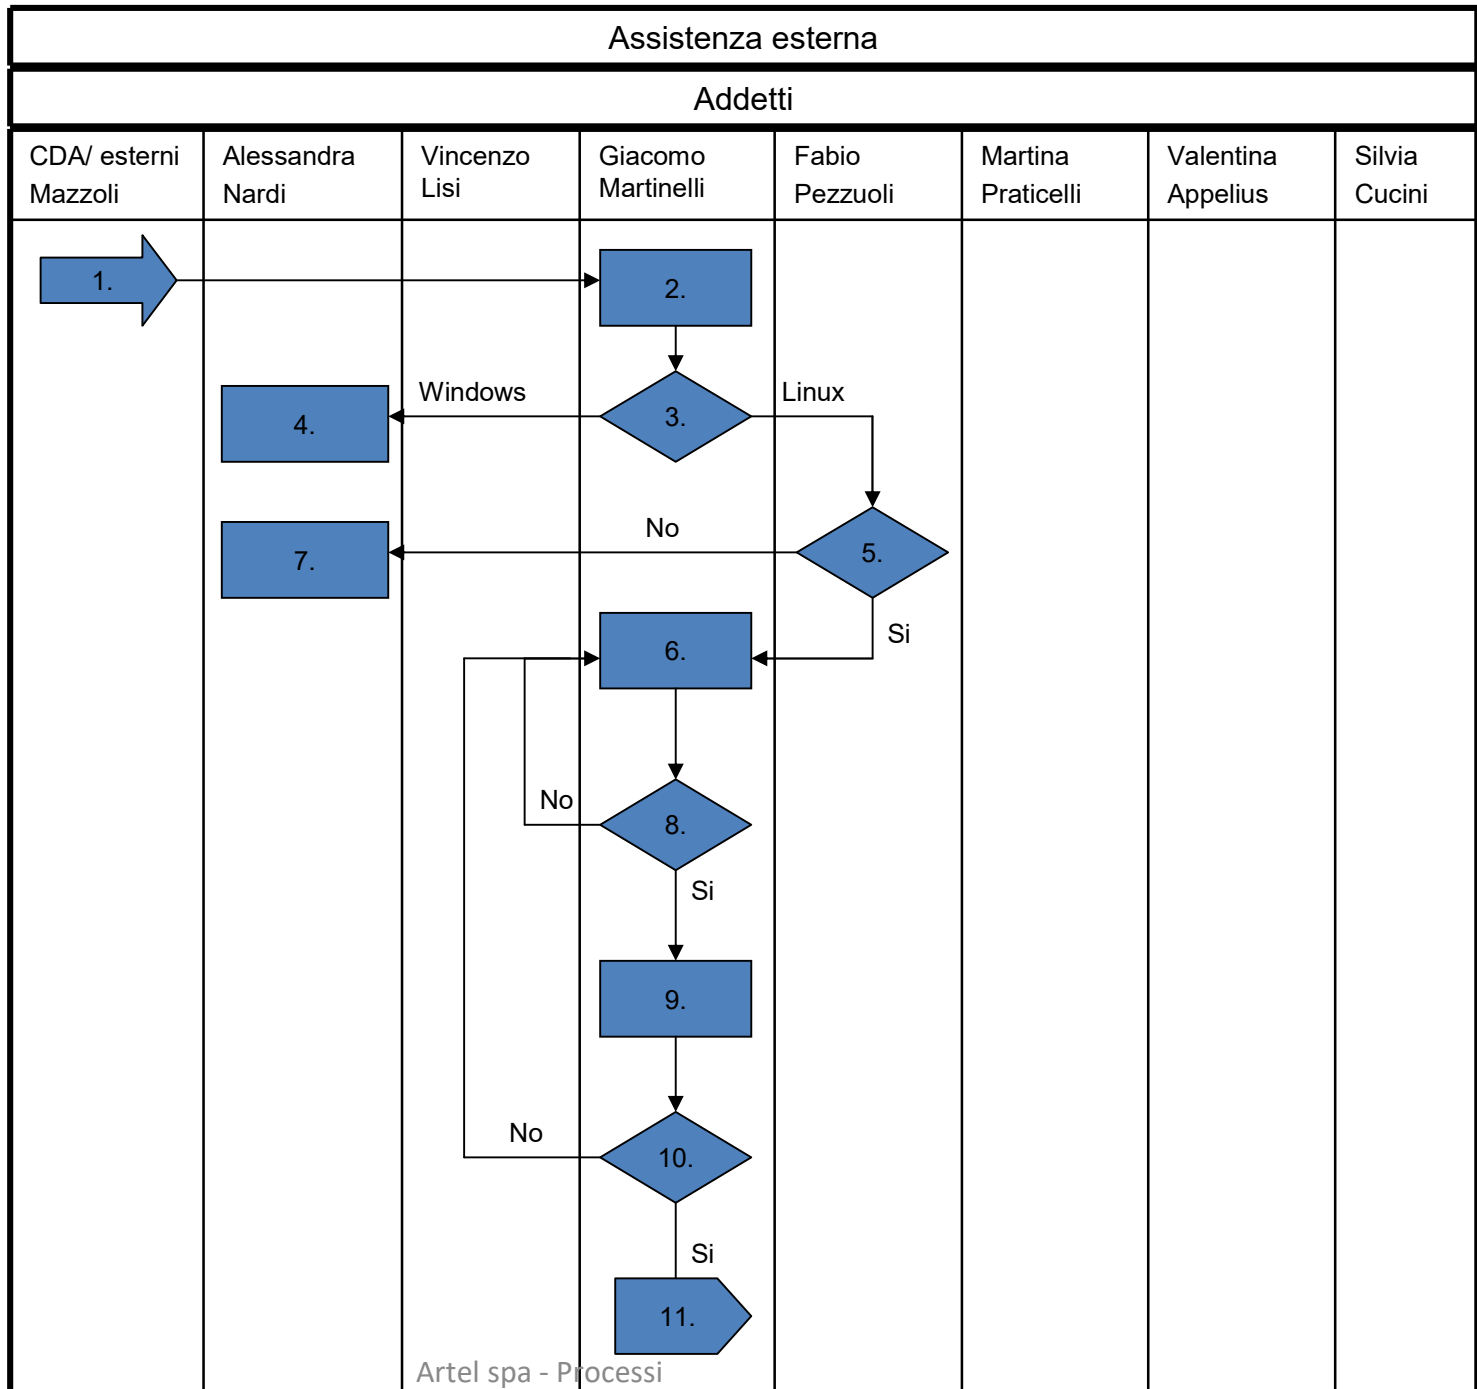 Assistenza esterna
Addetti
CDA/ esterni
Mazzoli
Alessandra
Nardi
Vincenzo
Lisi
Giacomo
Martinelli
Fabio
Pezzuoli
Martina
Praticelli
Valentina
Appelius
Silvia
Cucini
1.
2.
Windows
3.
Linux
4.
No
5.
7.
Si
6.
No
8.
Si
9.
No
10.
Si
11.
Artel spa - Processi